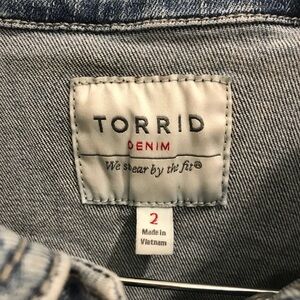 TORRID
DENIM
We swear by the fit®
2
Made in
Vietnam